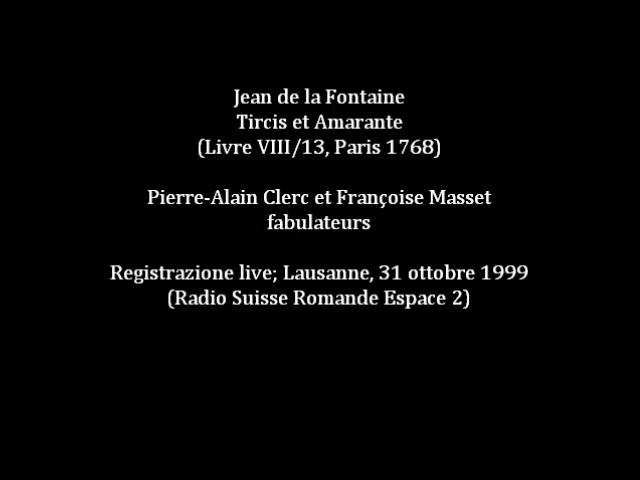 Jean de la Fontaine
Tircis et Amarante
(Livre VIII/13, Paris 1768)
Pierre-Alain Clerc et Françoise Masset
fabulateurs
Registrazione live; Lausanne, 31 ottobre 1999
(Radio Suisse Romande Espace 2)